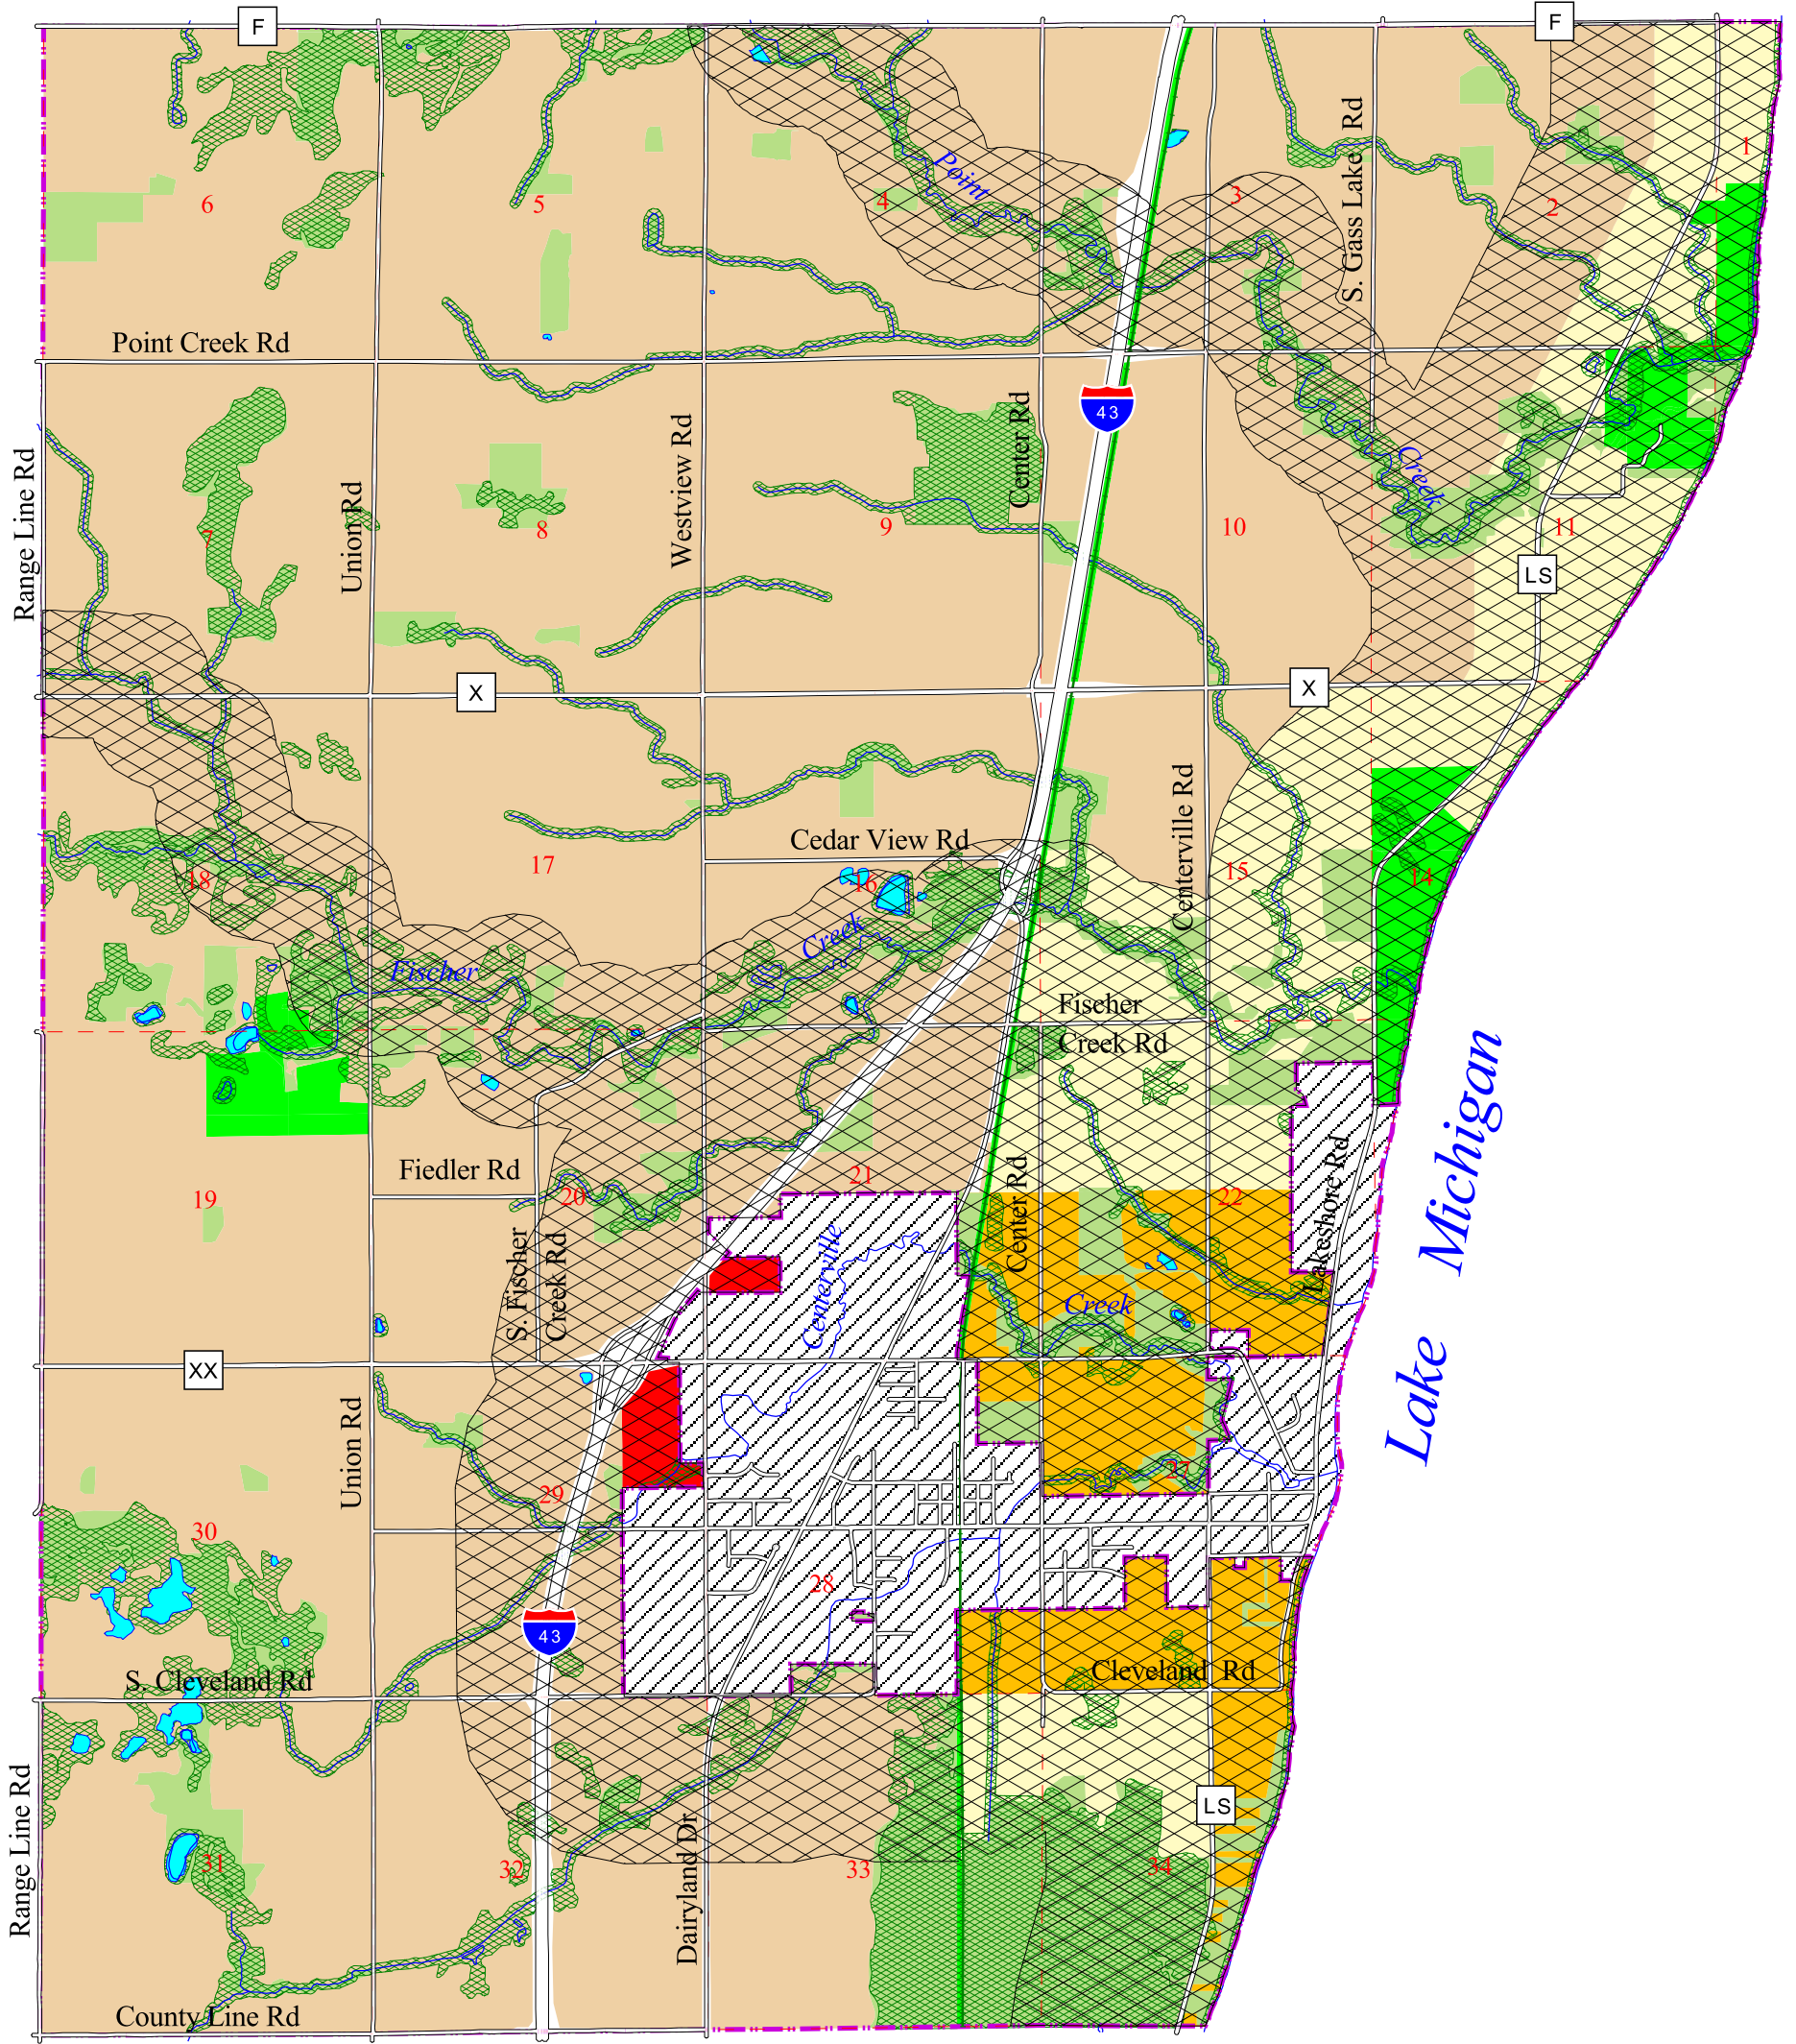 F
F
1
6
5
4
3
2
Point
S. Gass Lake Rd
Point Creek Rd
43
Range Line Rd
Union Rd
Westview Rd
Center Rd
Creek
7
8
9
10
11
LS
X
X
Cedar View Rd
Centerville Rd
18
17
16
15
14
Fischer
Creek
Fischer
Creek Rd
Lake Michigan
Fiedler Rd
19
20
21
22
S. Fischer
Creek Rd
Centerville
Center Rd
Creek
Lakeshore Rd
XX
Union Rd
30
29
28
27
43
S. Cleveland Rd
Cleveland Rd
Range Line Rd
Dairyland Dr
LS
31
32
33
34
County Line Rd